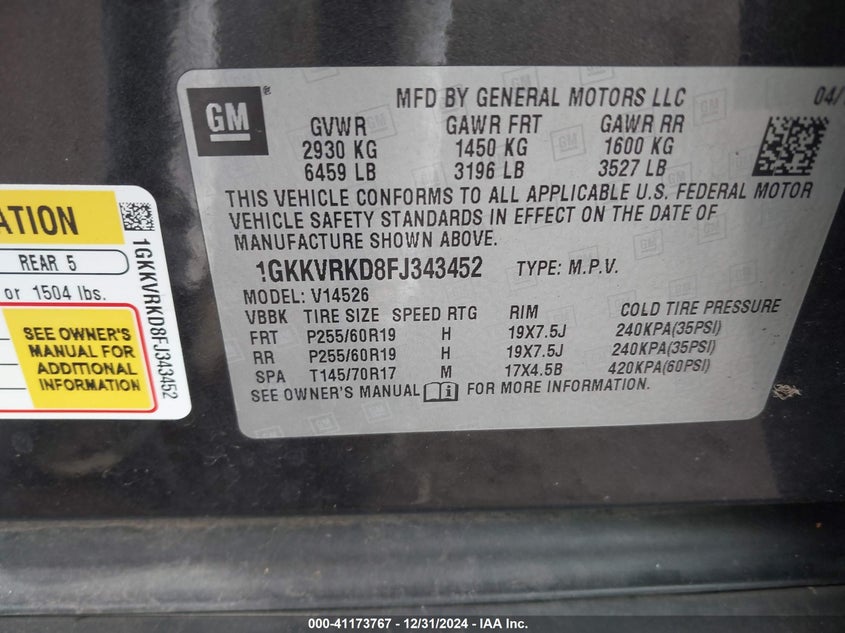 GM®
MFD BY GENERAL MOTORS LLC 04/
GVWR GAWR FRT GAWR RR
2930 KG 1450 KG 1600 KG
6459 LB 3196 LB 3527 LB
THIS VEHICLE CONFORMS TO ALL APPLICABLE U.S. FEDERAL MOTOR
VEHICLE SAFETY STANDARDS IN EFFECT ON THE DATE OF
MANUFACTURE SHOWN ABOVE.
1GKKVRKD8FJ343452 TYPE: M.P.V.
MODEL: V14526
VBBK TIRE SIZE SPEED RTG RIM COLD TIRE PRESSURE
FRT P255/60R19 H 19X7.5J 240KPA(35PSI)
RR P255/60R19 H 19X7.5J 240KPA(35PSI)
SPA T145/70R17 M 17X4.5B 420KPA(60PSI)
SEE OWNER'S MANUAL FOR MORE INFORMATION.
ATION
REAR 5
or 1504 lbs.
SEE OWNER'S
MANUAL FOR
ADDITIONAL
INFORMATION
1GKKVRKD8FJ343452
000-41173767 - 12/31/2024 - IAA Inc.